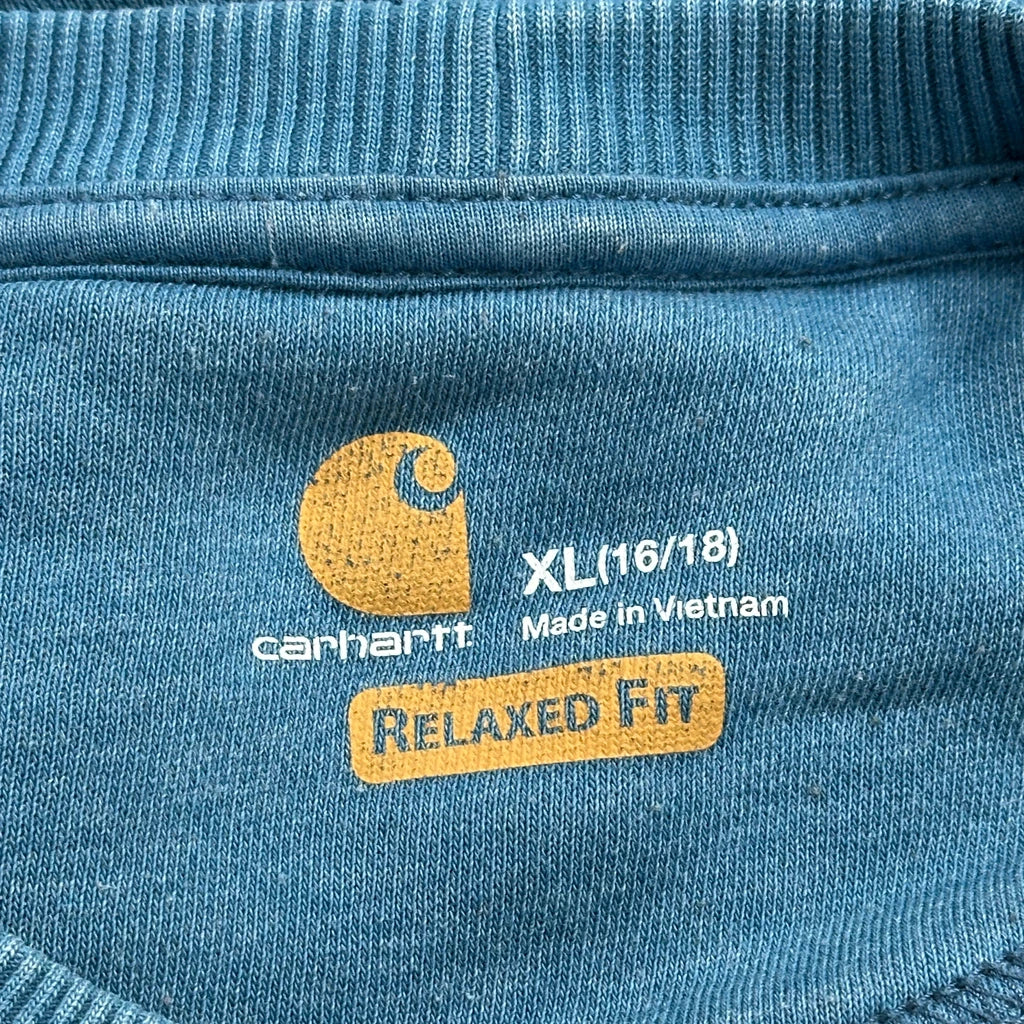 carhartt
XL(16/18)
Made in Vietnam
RELAXED FIT